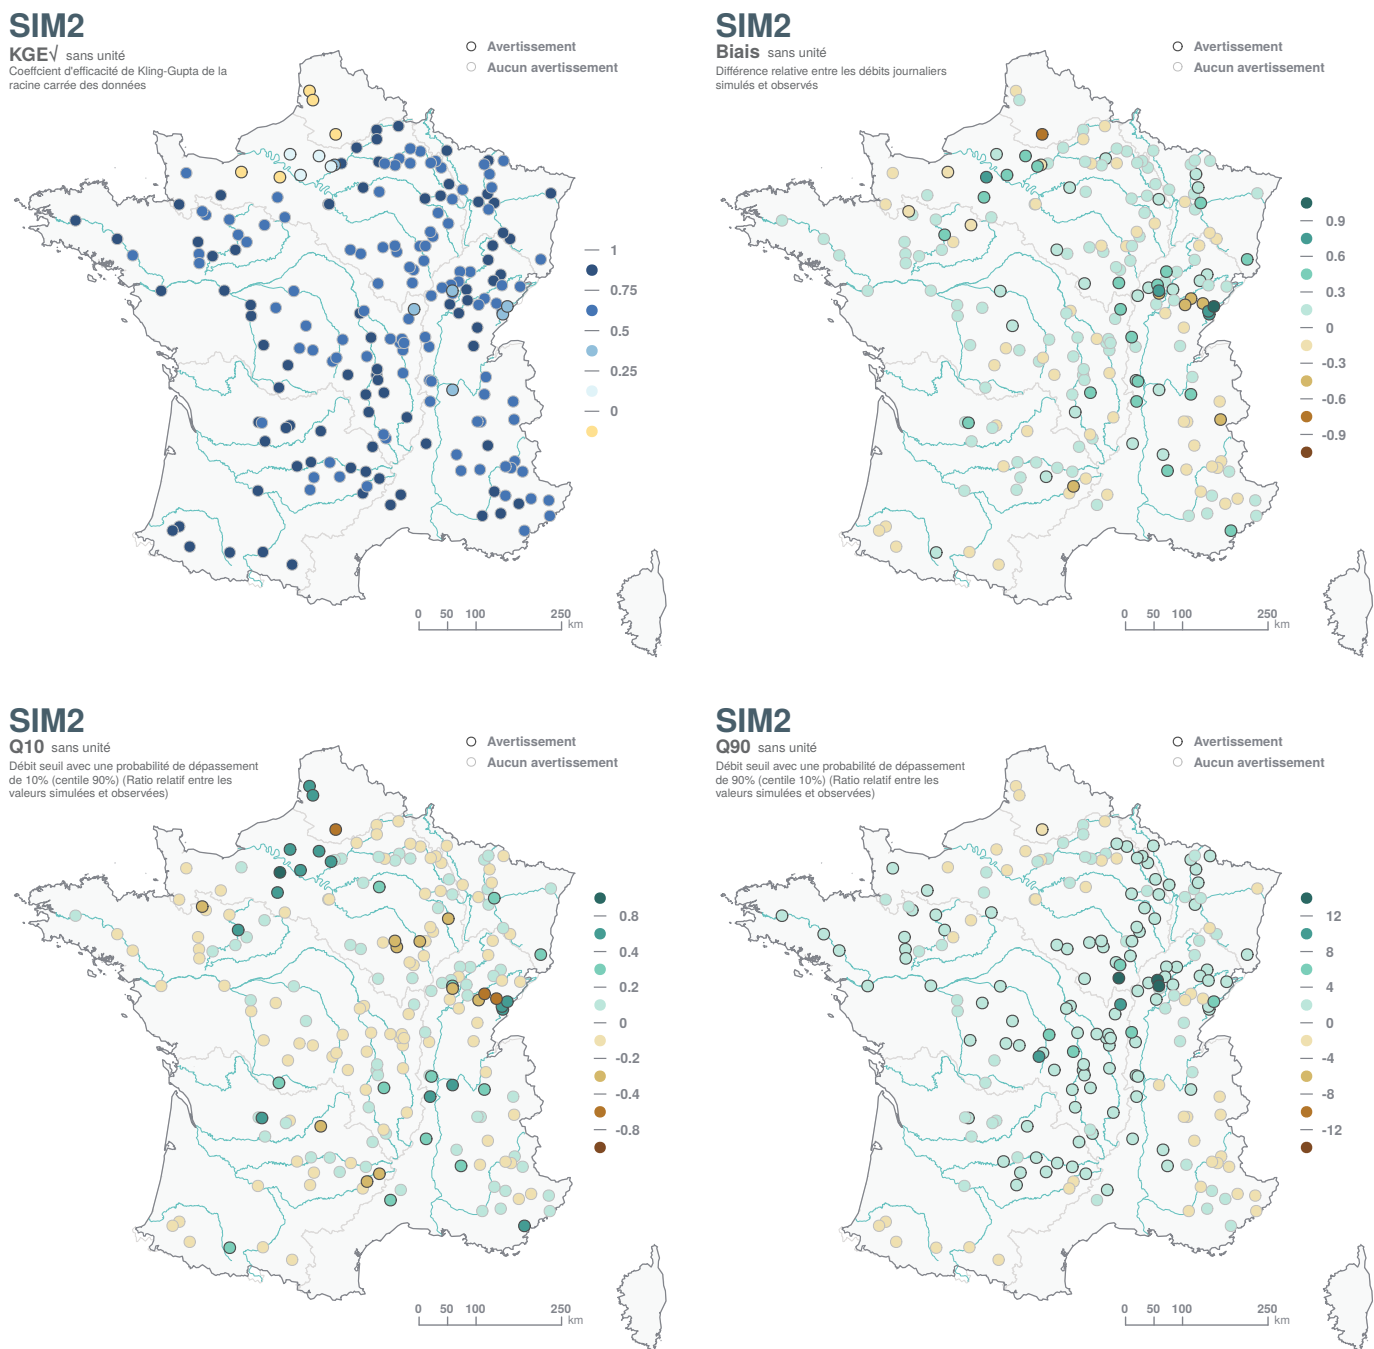 SIM2
KGE√ sans unité
Coeffcient d'efficacité de Kling-Gupta de la
racine carrée des données
Avertissement
Aucun avertissement
1
0.75
0.5
0.25
0
0 50 100 250
km
SIM2
Biais sans unité
Différence relative entre les débits journaliers
simulés et observés
Avertissement
Aucun avertissement
0.9
0.6
0.3
0
-0.3
-0.6
-0.9
0 50 100 250
km
SIM2
Q10 sans unité
Débit seuil avec une probabilité de dépassement
de 10% (centile 90%) (Ratio relatif entre les
valeurs simulées et observées)
Avertissement
Aucun avertissement
0.8
0.4
0.2
0
-0.2
-0.4
-0.8
0 50 100 250
km
SIM2
Q90 sans unité
Débit seuil avec une probabilité de dépassement
de 90% (centile 10%) (Ratio relatif entre les
valeurs simulées et observées)
Avertissement
Aucun avertissement
12
8
4
0
-4
-8
-12
0 50 100 250
km